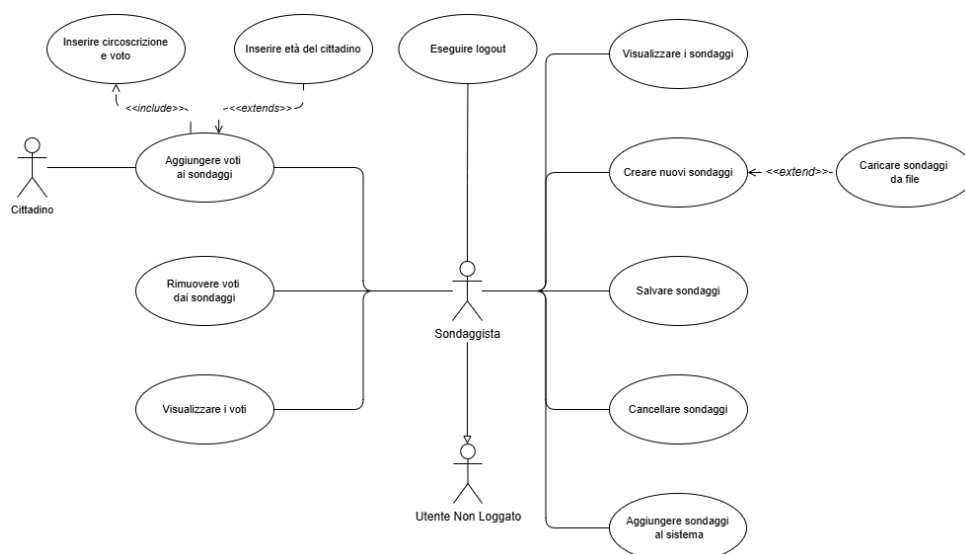 Inserire circoscrizione
e voto
Inserire età del cittadino
Eseguire logout
Visualizzare i sondaggi
<<include>>
<<extends>>
Aggiungere voti
ai sondaggi
Cittadino
Creare nuovi sondaggi
<<extend>>
Caricare sondaggi
da file
Rimuovere voti
dai sondaggi
Sondaggista
Salvare sondaggi
Visualizzare i voti
Cancellare sondaggi
Utente Non Loggato
Aggiungere sondaggi
al sistema